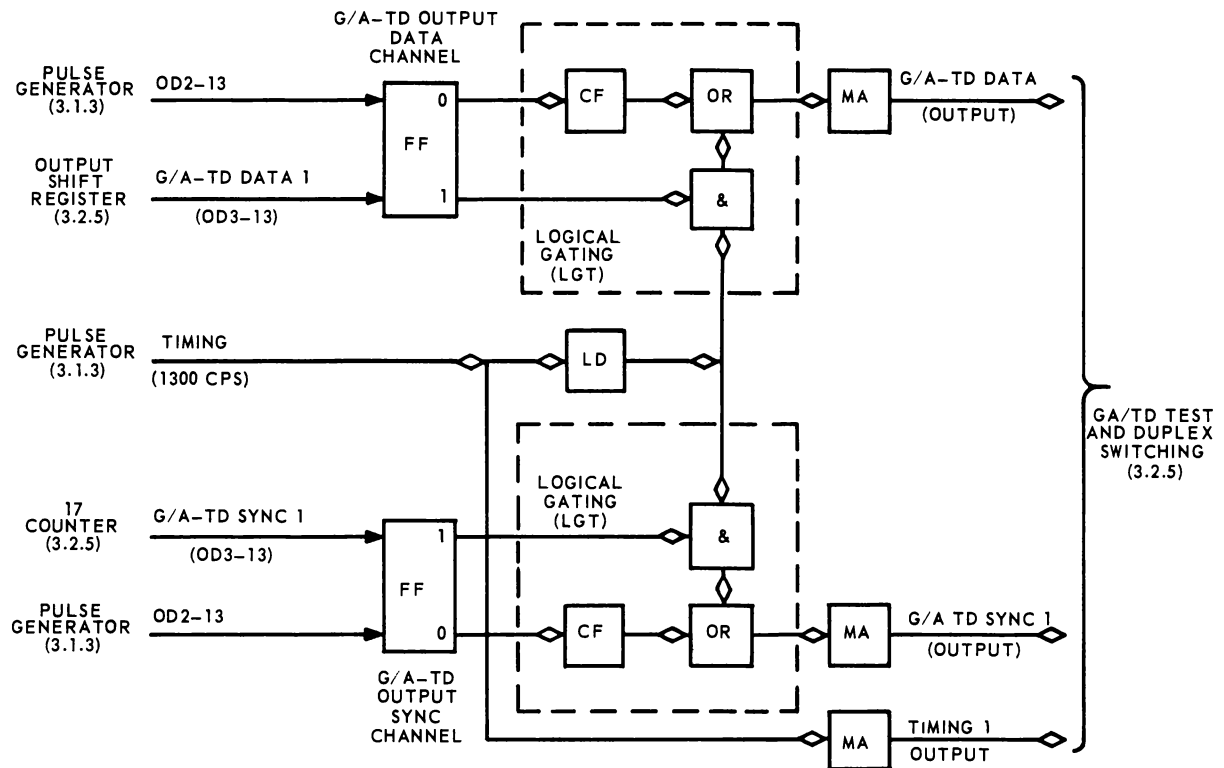 G/A-TD OUTPUT
DATA
CHANNEL
PULSE
GENERATOR
(3.1.3)
OD2-13
0
FF
1
CF
OR
MA
G/A-TD DATA
(OUTPUT)
OUTPUT
SHIFT
REGISTER
(3.2.5)
G/A-TD DATA 1
(OD3-13)
&
LOGICAL
GATING
(LGT)
PULSE
GENERATOR
(3.1.3)
TIMING
(1300 CPS)
LD
GA/TD TEST
AND DUPLEX
SWITCHING
(3.2.5)
LOGICAL
GATING
(LGT)
17
COUNTER
(3.2.5)
G/A-TD SYNC 1
(OD3-13)
1
FF
0
&
PULSE
GENERATOR
(3.1.3)
OD2-13
CF
OR
MA
G/A TD SYNC 1
(OUTPUT)
G/A-TD
OUTPUT
SYNC
CHANNEL
MA
TIMING 1
OUTPUT